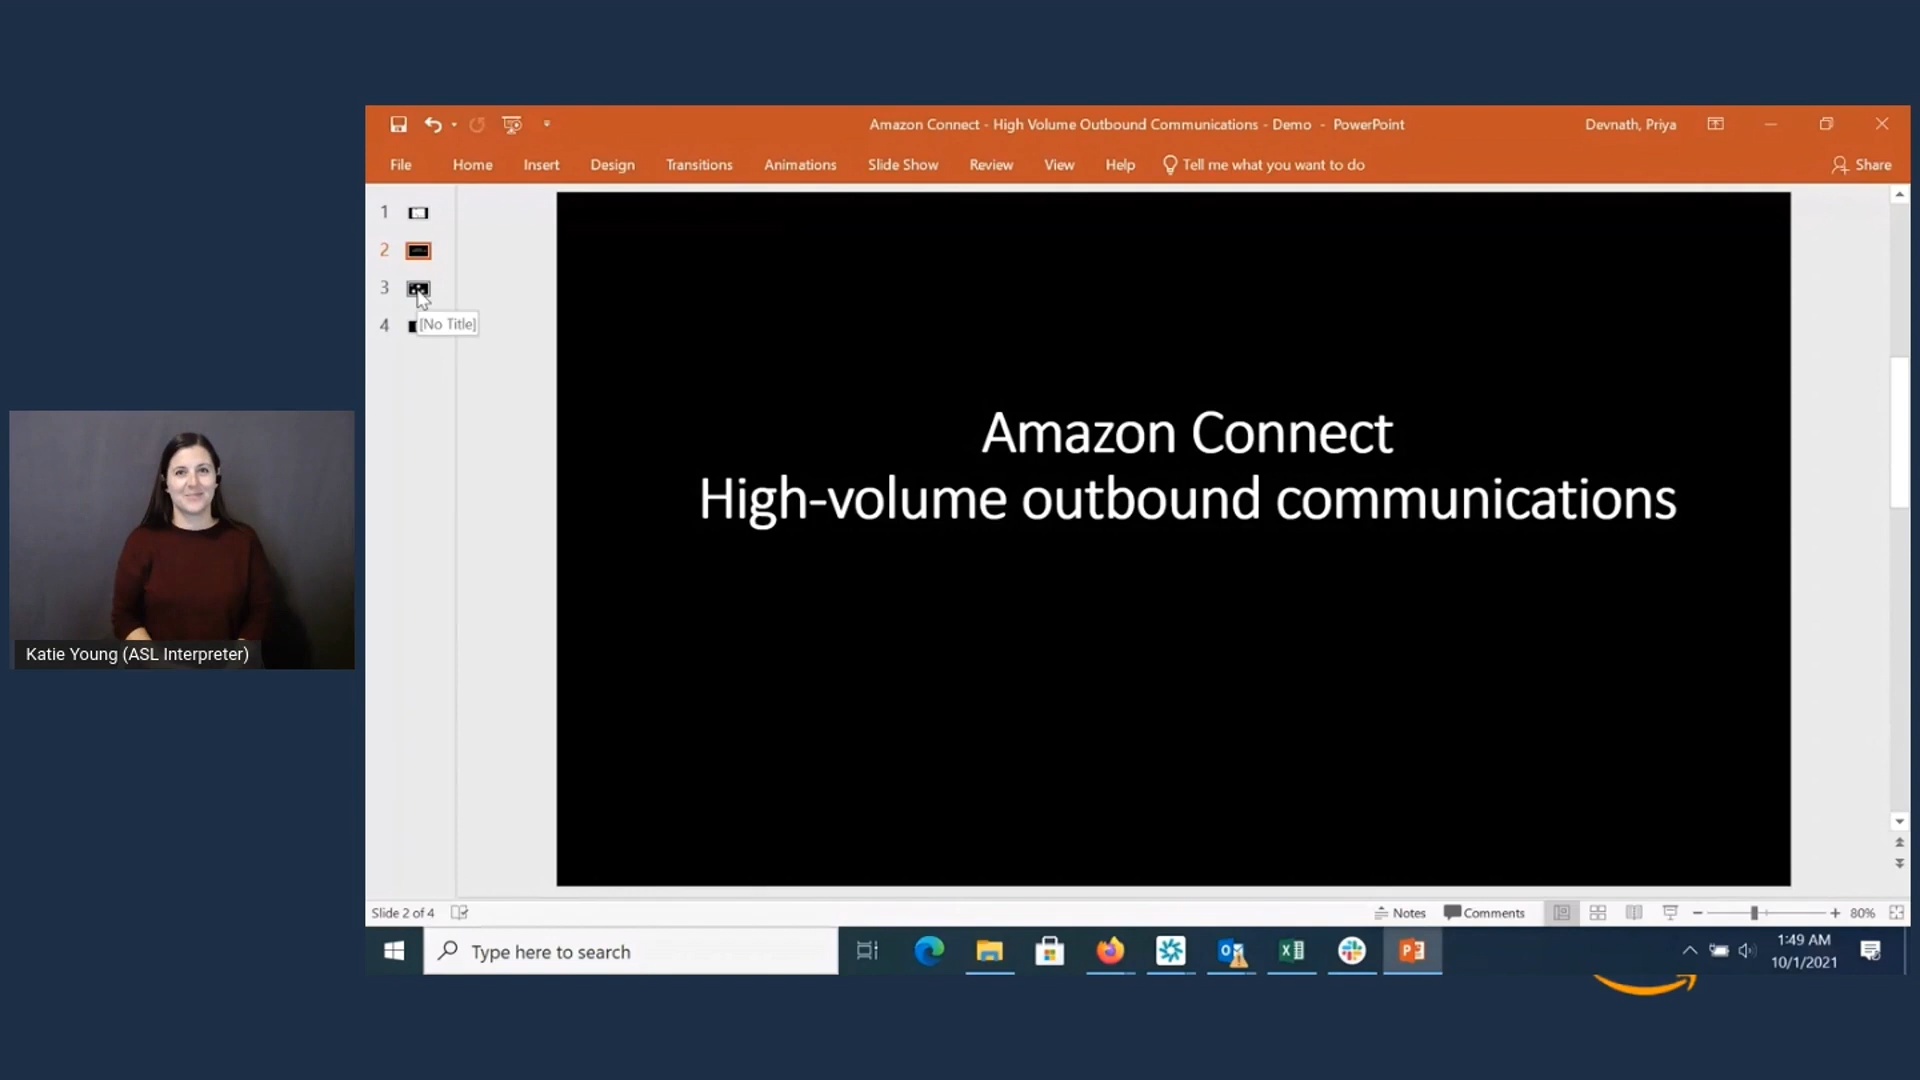 Amazon Connect - High Volume Outbound Communications - Demo - PowerPoint
Devnath, Priya
File Home Insert Design Transitions Animations Slide Show Review View Help Tell me what you want to do Share
1
2
3
[No Title]
4
Amazon Connect
High-volume outbound communications
Katie Young (ASL Interpreter)
Slide 2 of 4
Notes Comments 80%
Type here to search
1:49 AM
10/1/2021